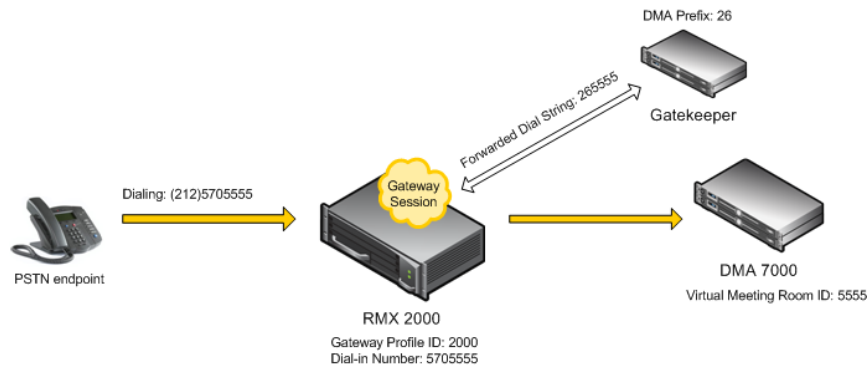 DMA Prefix: 26
Gatekeeper
Forwarded Dial String: 265555
Dialing: (212)5705555
Gateway
Session
PSTN endpoint
RMX 2000
Gateway Profile ID: 2000
Dial-in Number: 5705555
DMA 7000
Virtual Meeting Room ID: 5555